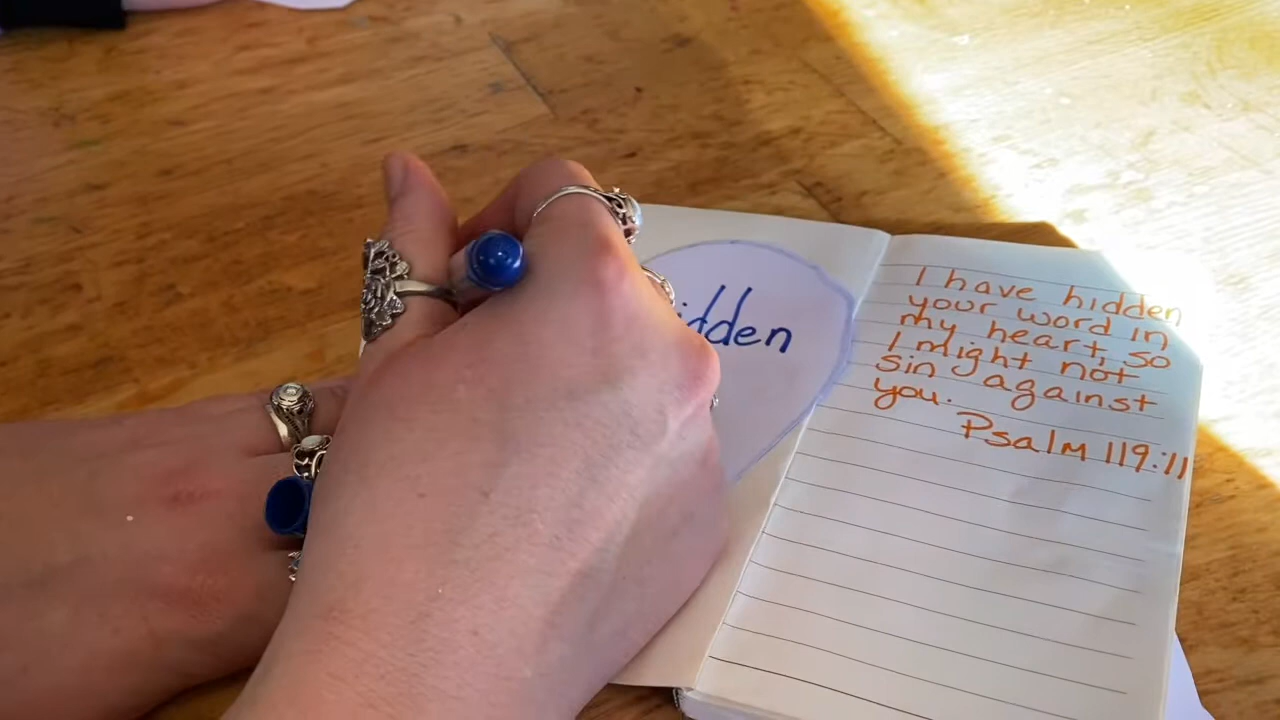 idden
I have hidden
your word in
my heart, so
I might not
sin against
you.
Psalm 119:11